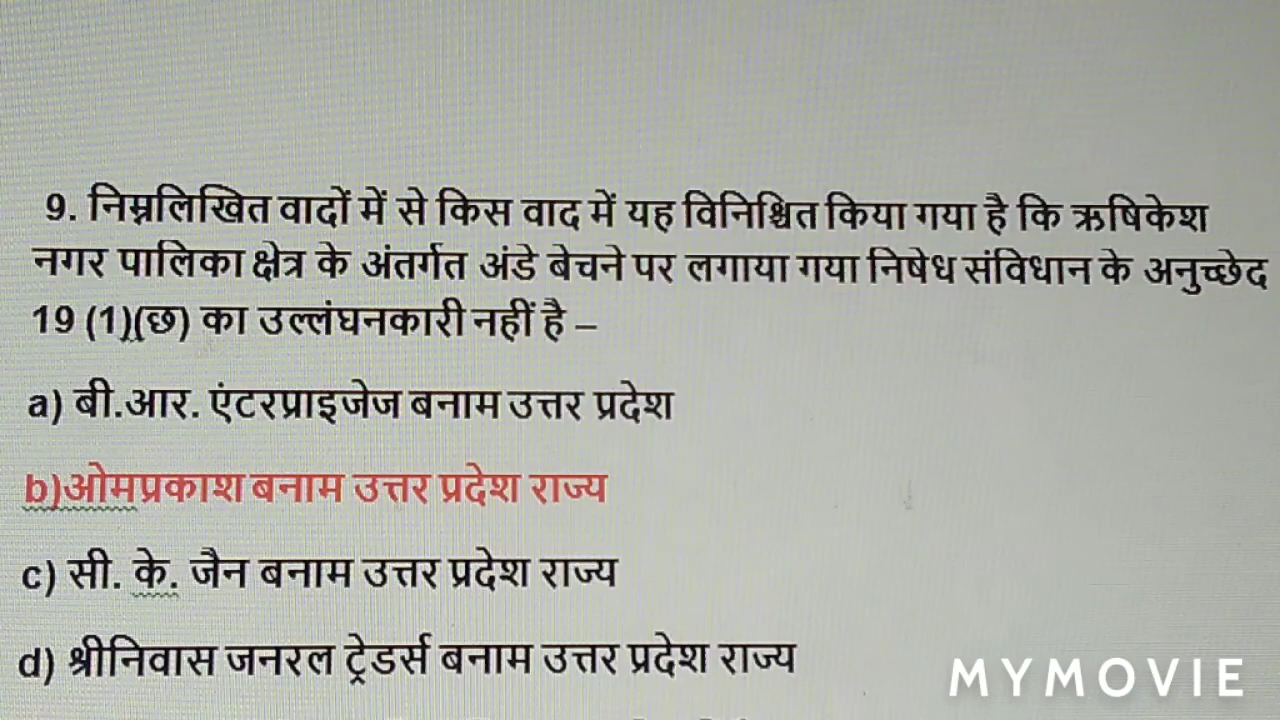 9. निम्नलिखित वादों में से किस वाद में यह विनिश्चित किया गया है कि ऋषिकेश
नगर पालिका क्षेत्र के अंतर्गत अंडे बेचने पर लगाया गया निषेध संविधान के अनुच्छेद
19 (1)(छ) का उल्लंघनकारी नहीं है –
a) बी.आर. एंटरप्राइजेज बनाम उत्तर प्रदेश
b)ओमप्रकाश बनाम उत्तर प्रदेश राज्य
c) सी. के. जैन बनाम उत्तर प्रदेश राज्य
d) श्रीनिवास जनरल ट्रेडर्स बनाम उत्तर प्रदेश राज्य
MYMOVIE